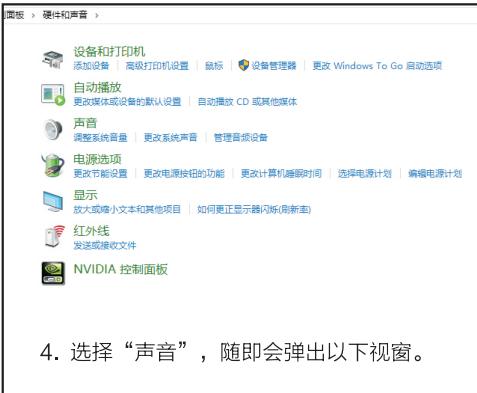 面板 › 硬件和声音 ›
设备和打印机
添加设备 | 高级打印机设置 | 鼠标 | 设备管理器 | 更改 Windows To Go 启动选项
自动播放
更改媒体或设备的默认设置 | 自动播放 CD 或其他媒体
声音
调整系统音量 | 更改系统声音 | 管理音频设备
电源选项
更改节能设置 | 更改电源按钮的功能 | 更改计算机睡眠时间 | 选择电源计划 | 编辑电源计划
显示
放大或缩小文本和其他项目 | 如何更正显示器闪烁(刷新率)
红外线
发送或接收文件
NVIDIA 控制面板
4. 选择“声音”，随即会弹出以下视窗。